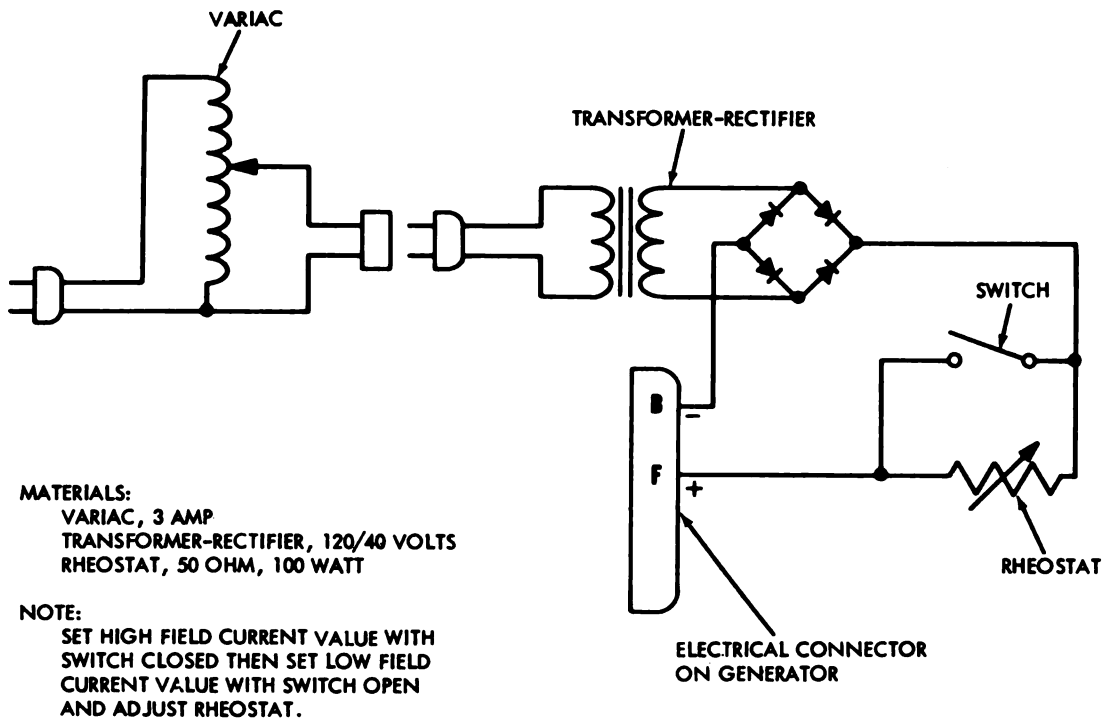 VARIAC
TRANSFORMER-RECTIFIER
SWITCH
B
−
F
+
RHEOSTAT
ELECTRICAL CONNECTOR
ON GENERATOR
MATERIALS:
VARIAC, 3 AMP
TRANSFORMER-RECTIFIER, 120/40 VOLTS
RHEOSTAT, 50 OHM, 100 WATT
NOTE:
SET HIGH FIELD CURRENT VALUE WITH
SWITCH CLOSED THEN SET LOW FIELD
CURRENT VALUE WITH SWITCH OPEN
AND ADJUST RHEOSTAT.